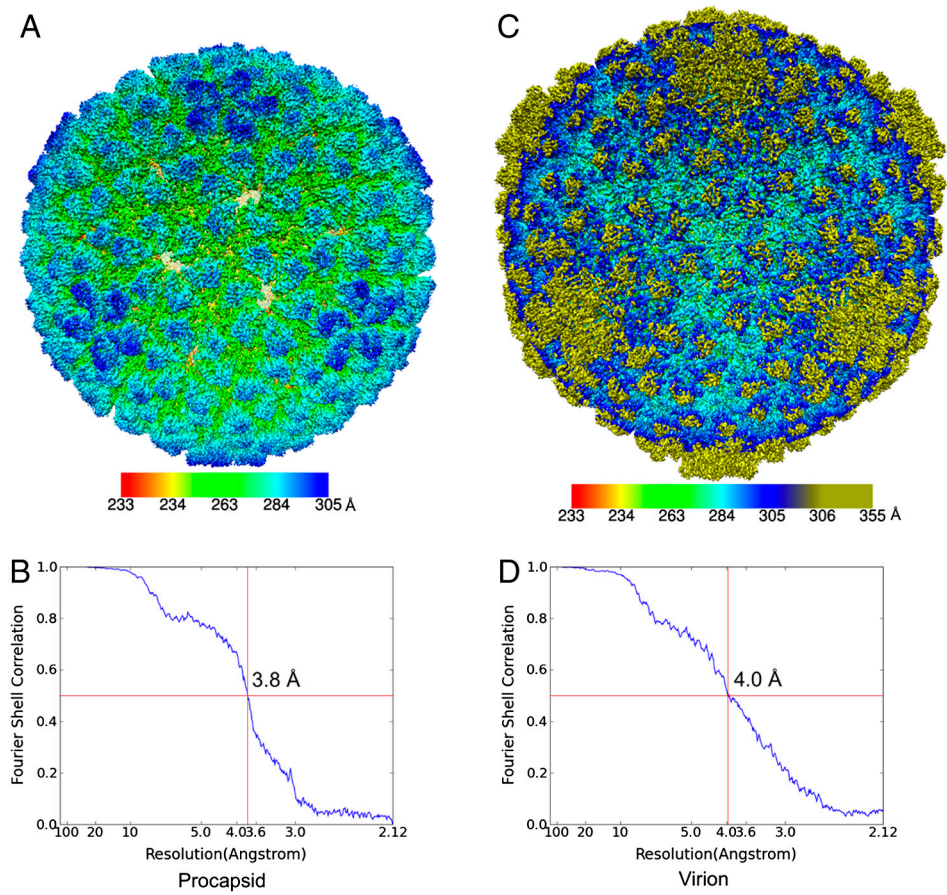 A
C
233 234 263 284 305 Å
233 234 263 284 305 306 355 Å
B
1.0
0.8
0.6
0.4
0.2
0.0
Fourier Shell Correlation
3.8 Å
100 20 10 5.0 4.03.6 3.0 2.12
Resolution(Angstrom)
Procapsid
D
1.0
0.8
0.6
0.4
0.2
0.0
Fourier Shell Correlation
4.0 Å
100 20 10 5.0 4.03.6 3.0 2.12
Resolution(Angstrom)
Virion